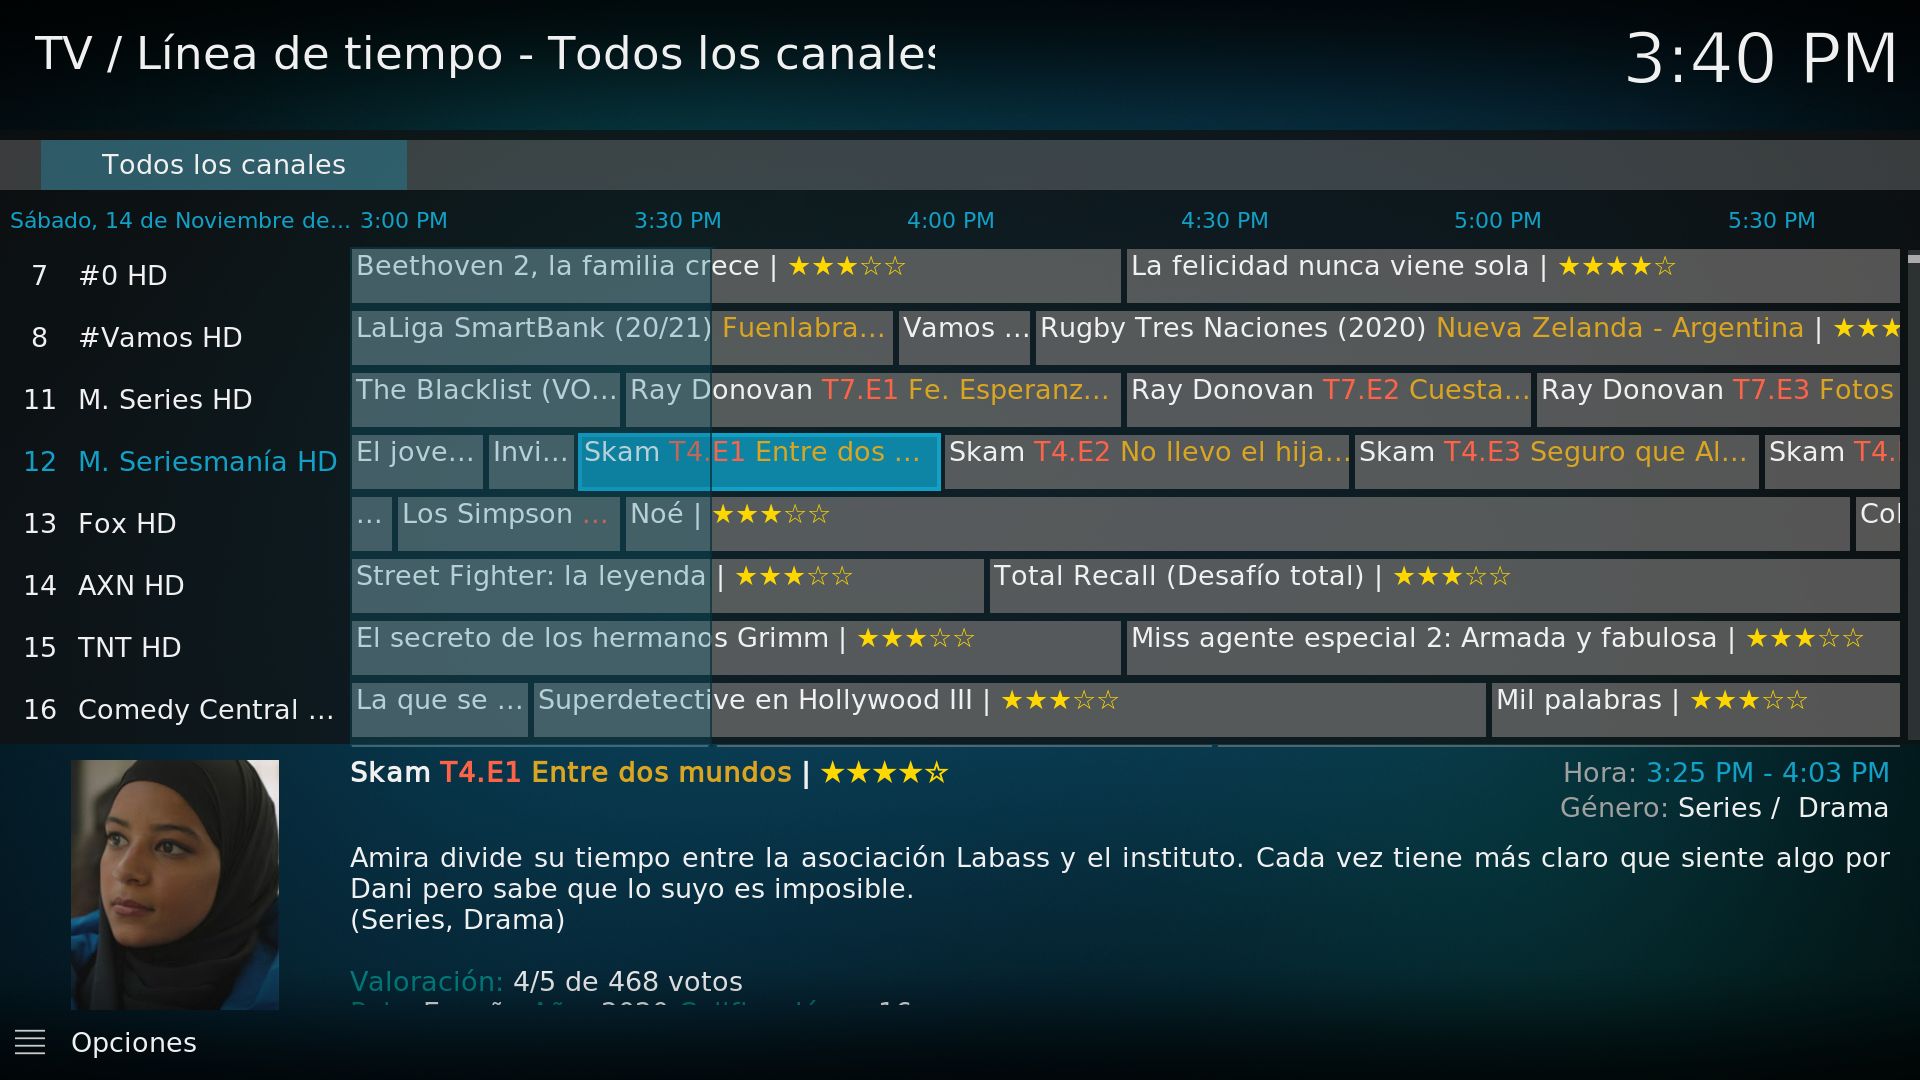 TV / Línea de tiempo - Todos los canales
3:40 PM
Todos los canales
Sábado, 14 de Noviembre de... 3:00 PM 3:30 PM 4:00 PM 4:30 PM 5:00 PM 5:30 PM
7 #0 HD Beethoven 2, la familia crece | ★★★☆☆ La felicidad nunca viene sola | ★★★★☆
8 #Vamos HD LaLiga SmartBank (20/21) Fuenlabra... Vamos ... Rugby Tres Naciones (2020) Nueva Zelanda - Argentina | ★★★
11 M. Series HD The Blacklist (VO... Ray Donovan T7.E1 Fe. Esperanz... Ray Donovan T7.E2 Cuesta... Ray Donovan T7.E3 Fotos
12 M. Seriesmanía HD El jove... Invi... Skam T4.E1 Entre dos ... Skam T4.E2 No llevo el hija... Skam T4.E3 Seguro que Al... Skam T4.
13 Fox HD ... Los Simpson ... Noé | ★★★☆☆ Col
14 AXN HD Street Fighter: la leyenda | ★★★☆☆ Total Recall (Desafío total) | ★★★☆☆
15 TNT HD El secreto de los hermanos Grimm | ★★★☆☆ Miss agente especial 2: Armada y fabulosa | ★★★☆☆
16 Comedy Central ... La que se ... Superdetective en Hollywood III | ★★★☆☆ Mil palabras | ★★★☆☆
Skam T4.E1 Entre dos mundos | ★★★★☆
Hora: 3:25 PM - 4:03 PM
Género: Series /  Drama
Amira divide su tiempo entre la asociación Labass y el instituto. Cada vez tiene más claro que siente algo por
Dani pero sabe que lo suyo es imposible.
(Series, Drama)
Valoración: 4/5 de 468 votos
Opciones